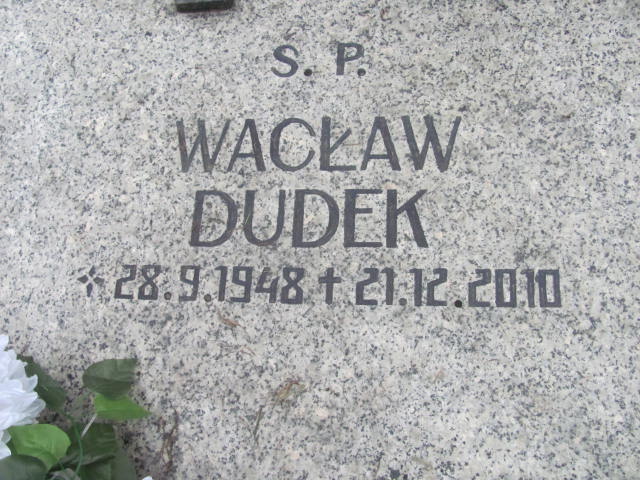 Ś. P.
WACŁAW
DUDEK
* 28.9.1948 † 21.12.2010